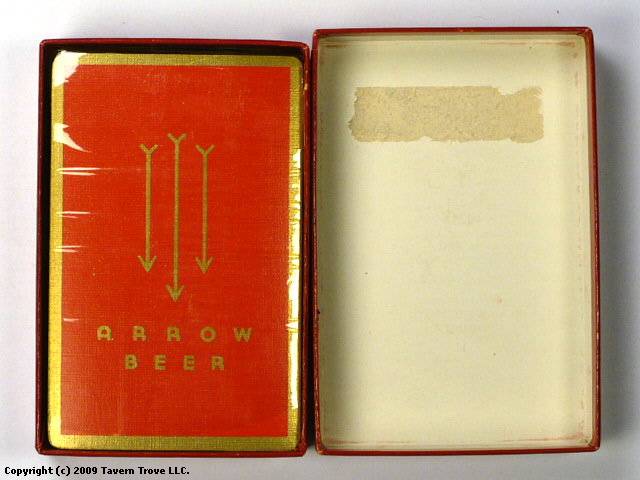 ARROW
BEER
Copyright (c) 2009 Tavern Trove LLC.